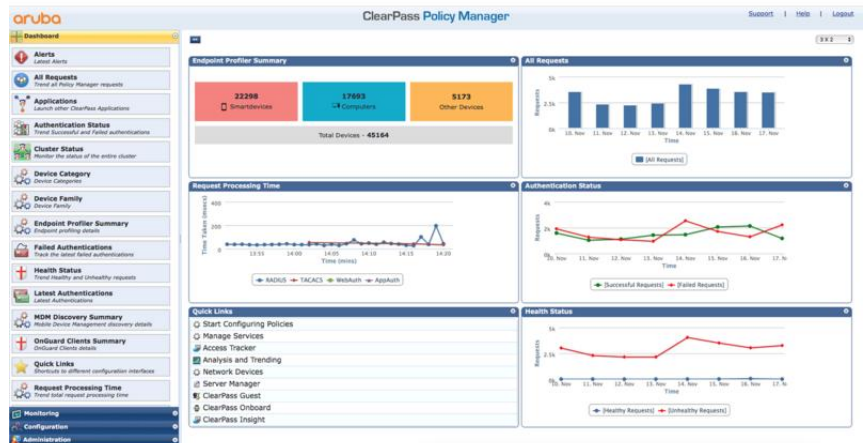 aruba
ClearPass Policy Manager
Support | Help | Logout
Dashboard
3 X 2
Alerts
Latest Alerts
All Requests
Trend all Policy Manager requests
Applications
Launch other ClearPass Applications
Authentication Status
Trend Successful and Failed authentications
Cluster Status
Monitor the status of the entire cluster
Device Category
Device Categories
Device Family
Device Family
Endpoint Profiler Summary
Endpoint profiling details
Failed Authentications
Track the latest failed authentications
Health Status
Trend Healthy and Unhealthy requests
Latest Authentications
Latest Authentications
MDM Discovery Summary
Mobile Device Management discovery details
OnGuard Clients Summary
OnGuard Clients details
Quick Links
Shortcuts to different configuration interfaces
Request Processing Time
Trend total request processing time
Monitoring
Configuration
Administration
Endpoint Profiler Summary
22298
Smartdevices
17693
Computers
5173
Other Devices
Total Devices - 45164
All Requests
Requests
5k
2.5k
0k
10. Nov 11. Nov 12. Nov 13. Nov 14. Nov 15. Nov 16. Nov 17. Nov
Time
[All Requests]
Request Processing Time
Time Taken (msecs)
400
200
0
13:55 14:00 14:05 14:10 14:15 14:20
Time (mins)
RADIUS TACACS WebAuth AppAuth
Authentication Status
Requests
4k
2k
0k
10. Nov 11. Nov 12. Nov 13. Nov 14. Nov 15. Nov 16. Nov 17. N
Time
[Successful Requests] [Failed Requests]
Quick Links
Start Configuring Policies
Manage Services
Access Tracker
Analysis and Trending
Network Devices
Server Manager
ClearPass Guest
ClearPass Onboard
ClearPass Insight
Health Status
Requests
5k
2.5k
0k
10. Nov 11. Nov 12. Nov 13. Nov 14. Nov 15. Nov 16. Nov 17. N
Time
[Healthy Requests] [Unhealthy Requests]